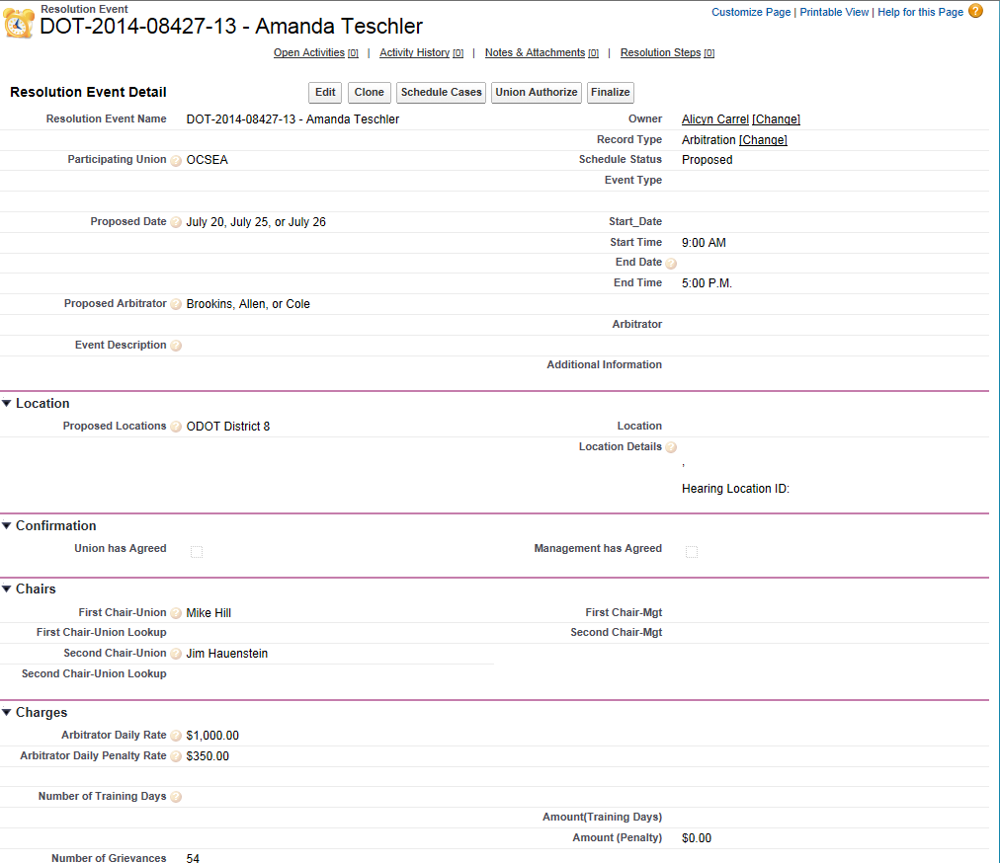 Resolution Event
DOT-2014-08427-13 - Amanda Teschler
Customize Page | Printable View | Help for this Page ?
Open Activities [0] | Activity History [0] | Notes & Attachments [0] | Resolution Steps [0]
Resolution Event Detail
Edit Clone Schedule Cases Union Authorize Finalize
Resolution Event Name DOT-2014-08427-13 - Amanda Teschler Owner Alicyn Carrel [Change]
Record Type Arbitration [Change]
Participating Union ? OCSEA Schedule Status Proposed
Event Type
Proposed Date ? July 20, July 25, or July 26 Start_Date
Start Time 9:00 AM
End Date ?
End Time 5:00 P.M.
Proposed Arbitrator ? Brookins, Allen, or Cole
Arbitrator
Event Description ?
Additional Information
Location
Proposed Locations ? ODOT District 8 Location
Location Details ?
,
Hearing Location ID:
Confirmation
Union has Agreed Management has Agreed
Chairs
First Chair-Union ? Mike Hill First Chair-Mgt
First Chair-Union Lookup Second Chair-Mgt
Second Chair-Union ? Jim Hauenstein
Second Chair-Union Lookup
Charges
Arbitrator Daily Rate ? $1,000.00
Arbitrator Daily Penalty Rate ? $350.00
Number of Training Days ?
Amount(Training Days)
Amount (Penalty) $0.00
Number of Grievances 54